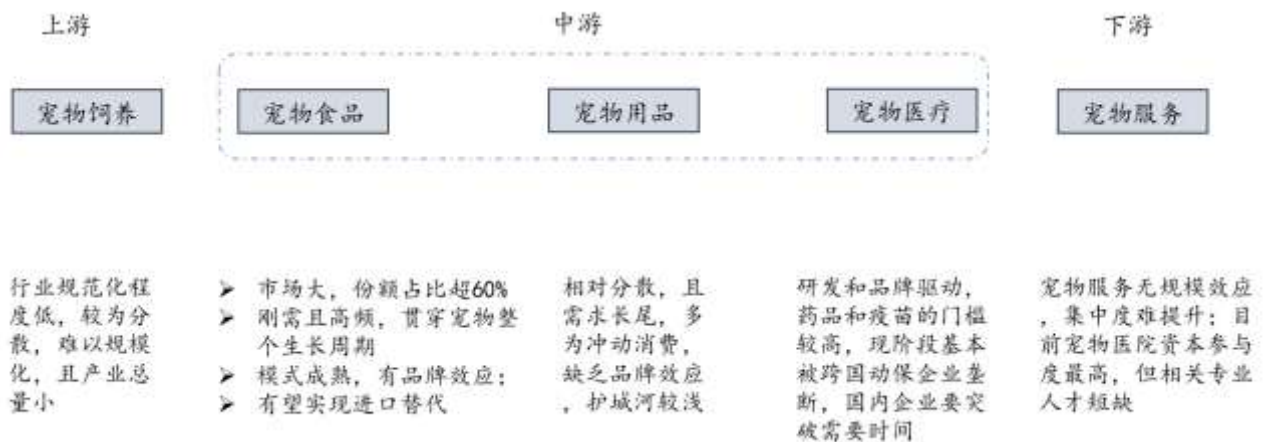 上游
中游
下游
宠物饲养
宠物食品
宠物用品
宠物医疗
宠物服务
行业规范化程
度低，较为分
散，难以规模
化，且产业总
量小
➢ 市场大，份额占比超60%
➢ 刚需且高频，贯穿宠物整
个生长周期
➢ 模式成熟，有品牌效应；
➢ 有望实现进口替代
相对分散，且
需求长尾，多
为冲动消费，
缺乏品牌效应
，护城河较浅
研发和品牌驱动，
药品和疫苗的门槛
较高，现阶段基本
被跨国动保企业垄
断，国内企业要突
破需要时间
宠物服务无规模效应
，集中度难提升；目
前宠物医院资本参与
度最高，但相关专业
人才短缺